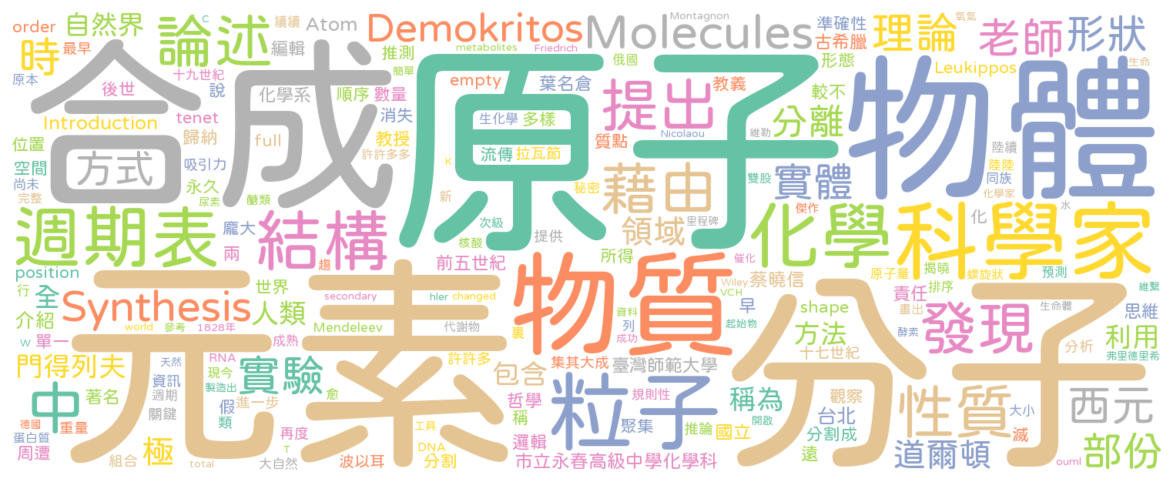 order
自然界
C
續續
Atom
Demokritos
Montagnon
Molecules
準確性
氧氣
理論
老師
形狀
時
最早
論述
編輯
推測
metabolites
Friedrich
俄國
古希臘
形態
原本
十九世紀
合成
原子
簡單
Leukippos
生命
後世
說
化學系
順序
數量
empty
葉名倉
提出
教義
較不
物體
Introduction
tenet
full
消失
生化學
多樣
質點
Nicolaou
分離
維勒
陸續
位置
歸納
教授
方式
吸引力
許許多多
流傳
拉瓦節
空間
尚未
永久
K
秘密
藉由
雙股
實體
陸陸
同族
化學家
完整
尿素
醣類
新
次級
里程碑
傑作
化
水
週期表
龐大
兩
結構
核酸
提供
領域
化學
科學家
趨
前五世紀
所得
催化
原子量
揭曉
螺旋狀
預測
position
世界
物質
蔡曉信
排序
維繫
行
全
secondary
hler
changed
Wiley
VCH
早
shape
責任
思維
介紹
Synthesis
人類
Mendeleev
代謝物
裏
資料
起始物
列
方法
畫出
生命體
利用
W
單一
world
參考
1828年
成功
十七世紀
酵素
分析
弗里德里希
元素
分子
門得列夫
天然
RNA
成熟
許許多
集其大成
臺灣師範大學
發現
中
資訊
現今
實驗
包含
粒子
稱為
觀察
性質
西元
著名
週期
製造出
愈
哲學
規則性
開啟
大小
關鍵
假
進一步
稱
聚集
推論
國立
台北
德國
重量
類
再度
工具
邏輯
分割成
滅
蛋白質
極
DNA
部份
周遭
組合
T
total
大自然
波以耳
分割
市立永春高級中學化學科
遠
道爾頓
ouml